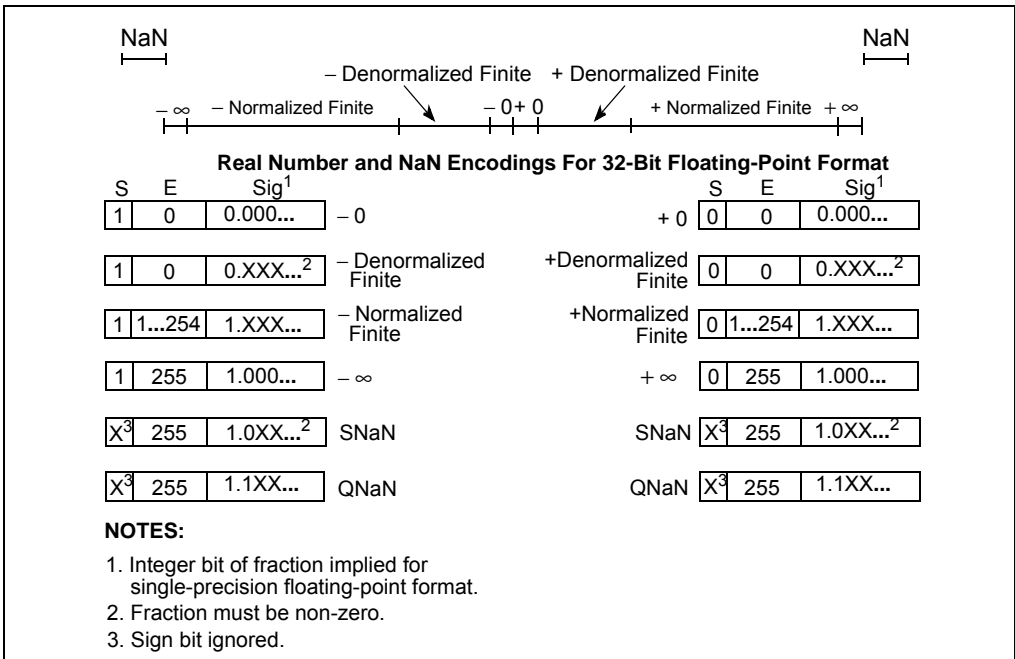 NaN NaN
– Denormalized Finite + Denormalized Finite
– ∞ – Normalized Finite – 0 + 0 + Normalized Finite + ∞
Real Number and NaN Encodings For 32-Bit Floating-Point Format
S E Sig1 S E Sig1
1 0 0.000... – 0 + 0 0 0 0.000...
1 0 0.XXX...2 – Denormalized Finite +Denormalized Finite 0 0 0.XXX...2
1 1...254 1.XXX... – Normalized Finite +Normalized Finite 0 1...254 1.XXX...
1 255 1.000... – ∞ + ∞ 0 255 1.000...
X3 255 1.0XX...2 SNaN SNaN X3 255 1.0XX...2
X3 255 1.1XX... QNaN QNaN X3 255 1.1XX...
NOTES:
1. Integer bit of fraction implied for
single-precision floating-point format.
2. Fraction must be non-zero.
3. Sign bit ignored.